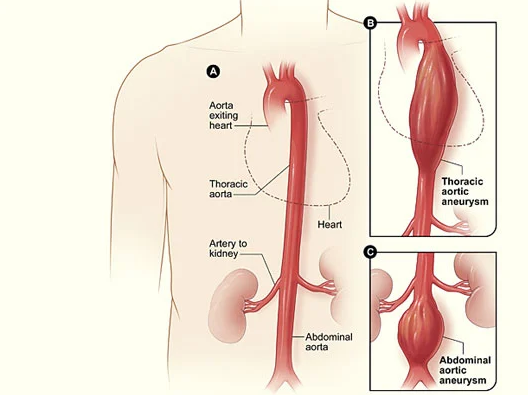 A
Aorta
exiting
heart
Thoracic
aorta
Heart
Artery to
kidney
Abdominal
aorta
B
Thoracic
aortic
aneurysm
C
Abdominal
aortic
aneurysm